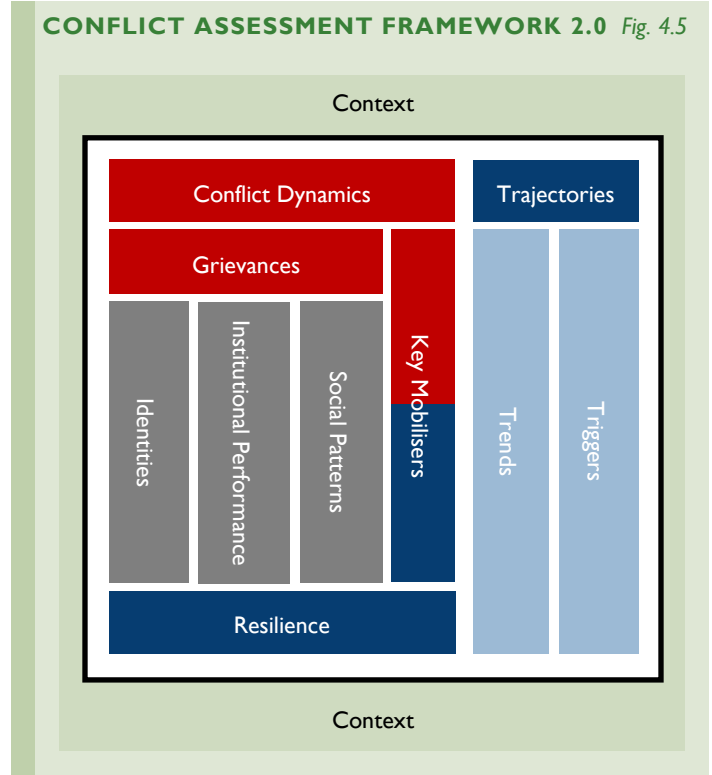 CONFLICT ASSESSMENT FRAMEWORK 2.0 Fig. 4.5
Context
Conflict Dynamics
Trajectories
Grievances
Key Mobilisers
Identities
Institutional Performance
Social Patterns
Trends
Triggers
Resilience
Context